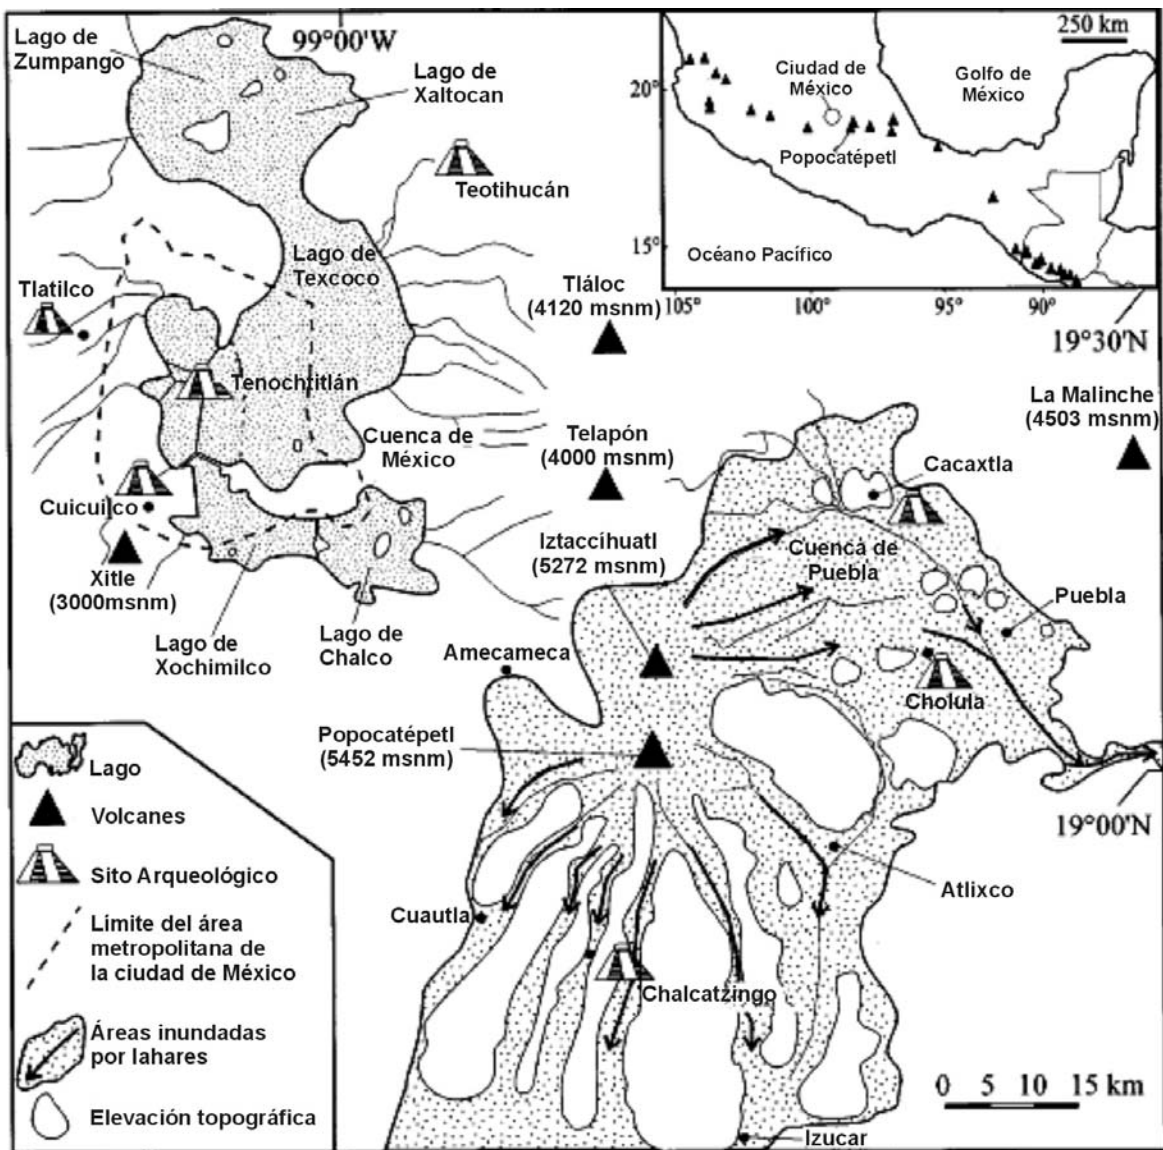 Lago de
Zumpango
99°00'W
Lago de
Xaltocan
Teotihucán
Lago de
Texcoco
Tlatilco
Tenochtitlán
Cuenca de
México
Cuicuilco
Xitle
(3000msnm)
Lago de
Xochimilco
Lago de
Chalco
250 km
Ciudad de
México
Golfo de
México
20°
Popocatépetl
15°
Océano Pacífico
105°
100°
95°
90°
19°30'N
Tláloc
(4120 msnm)
La Malinche
(4503 msnm)
Telapón
(4000 msnm)
Cacaxtla
Iztaccíhuatl
(5272 msnm)
Cuenca de
Puebla
Puebla
Amecameca
Cholula
Popocatépetl
(5452 msnm)
19°00'N
Atlixco
Cuautla
Chalcatzingo
0 5 10 15 km
Izucar
Lago
Volcanes
Sito Arqueológico
Límite del área
metropolitana de
la ciudad de México
Áreas inundadas
por lahares
Elevación topográfica